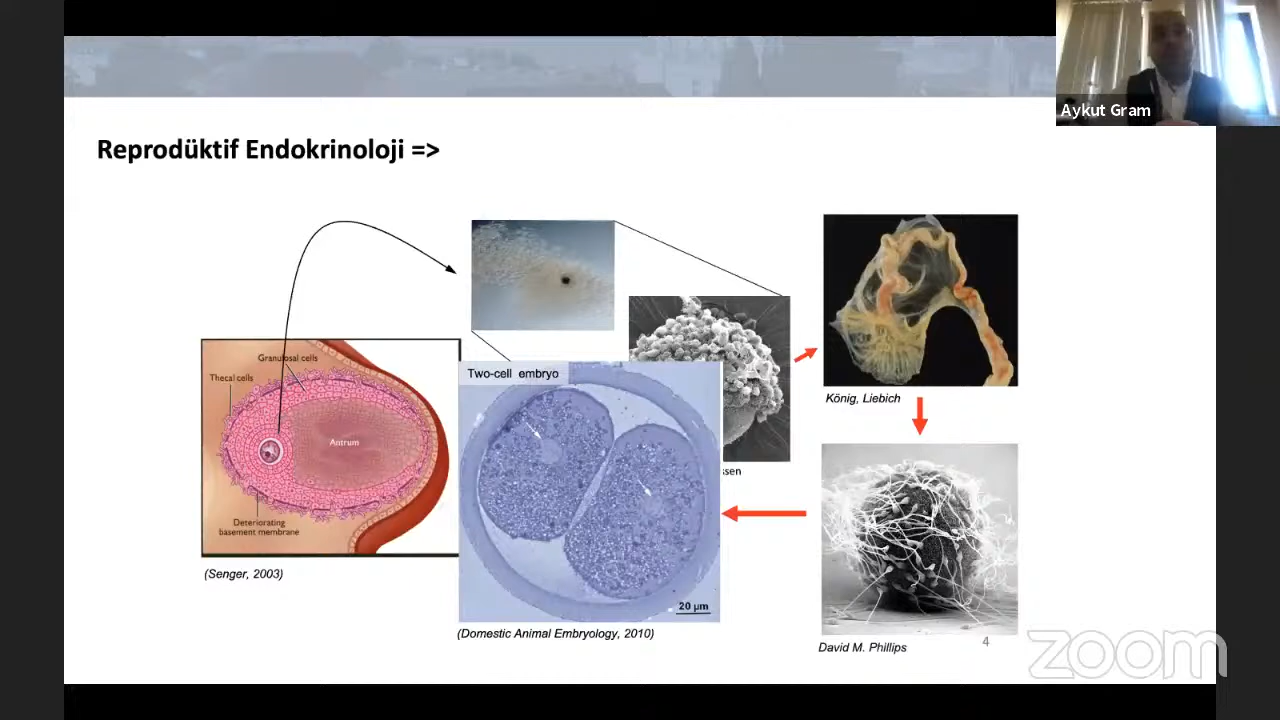 Aykut Gram
Reprodüktif Endokrinoloji =>
Granulosal cells
Thecal cells
Antrum
Deteriorating
basement membrane
(Senger, 2003)
Two-cell embryo
20 µm
(Domestic Animal Embryology, 2010)
ssen
König, Liebich
David M. Phillips
4
zoom